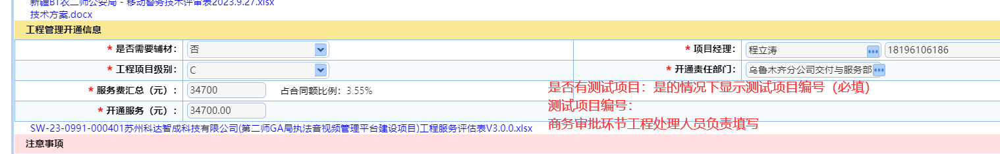 新疆BT农二师公安局 - 移动警务技术评审表2023.9.27.xlsx
技术方案.docx
工程管理开通信息
* 是否需要辅材： 否 * 项目经理： 程立涛 18196106186
* 工程项目级别： C * 开通责任部门： 乌鲁木齐分公司交付与服务部
* 服务费汇总（元）： 34700 占合同额比例：3.55%
是否有测试项目：是的情况下显示测试项目编号（必填）
测试项目编号：
* 开通服务（元）： 34700.00
商务审批环节工程处理人员负责填写
SW-23-0991-000401苏州科达智成科技有限公司(第二师GA局执法音视频管理平台建设项目)工程服务评估表V3.0.0.xlsx
注意事项